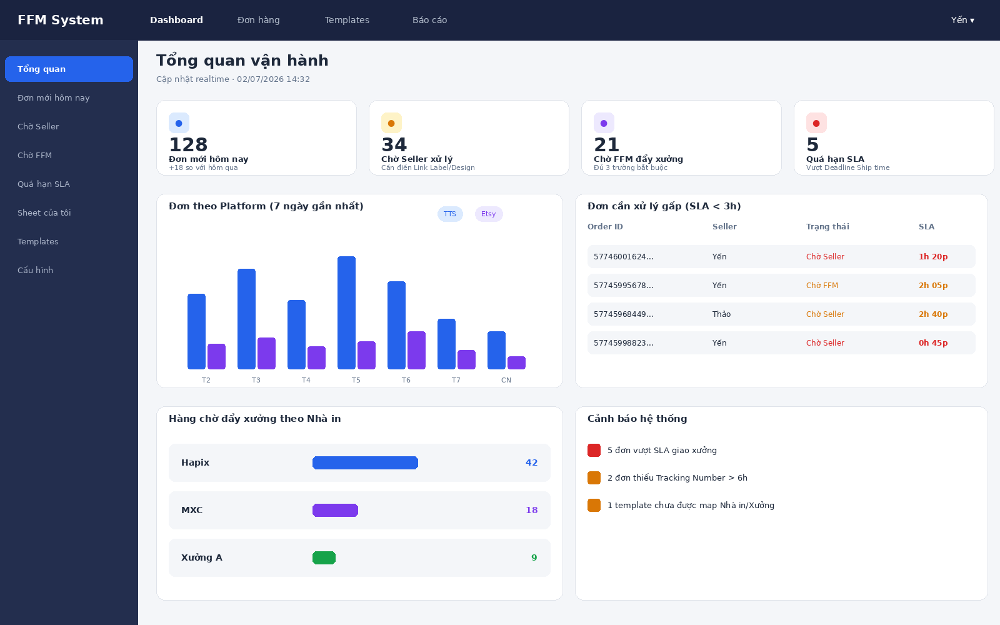 FFM System
Dashboard
Đơn hàng
Templates
Báo cáo
Yến ▾
Tổng quan
Đơn mới hôm nay
Chờ Seller
Chờ FFM
Quá hạn SLA
Sheet của tôi
Templates
Cấu hình
Tổng quan vận hành
Cập nhật realtime · 02/07/2026 14:32
128
Đơn mới hôm nay
+18 so với hôm qua
34
Chờ Seller xử lý
Cần điền Link Label/Design
21
Chờ FFM đẩy xưởng
Đủ 3 trường bắt buộc
5
Quá hạn SLA
Vượt Deadline Ship time
Đơn theo Platform (7 ngày gần nhất)
TTS
Etsy
T2 T3 T4 T5 T6 T7 CN
Đơn cần xử lý gấp (SLA < 3h)
Order ID Seller Trạng thái SLA
57746001624... Yến Chờ Seller 1h 20p
57745995678... Yến Chờ FFM 2h 05p
57745968449... Thảo Chờ Seller 2h 40p
57745998823... Yến Chờ Seller 0h 45p
Hàng chờ đẩy xưởng theo Nhà in
Hapix 42
MXC 18
Xưởng A 9
Cảnh báo hệ thống
5 đơn vượt SLA giao xưởng
2 đơn thiếu Tracking Number > 6h
1 template chưa được map Nhà in/Xưởng